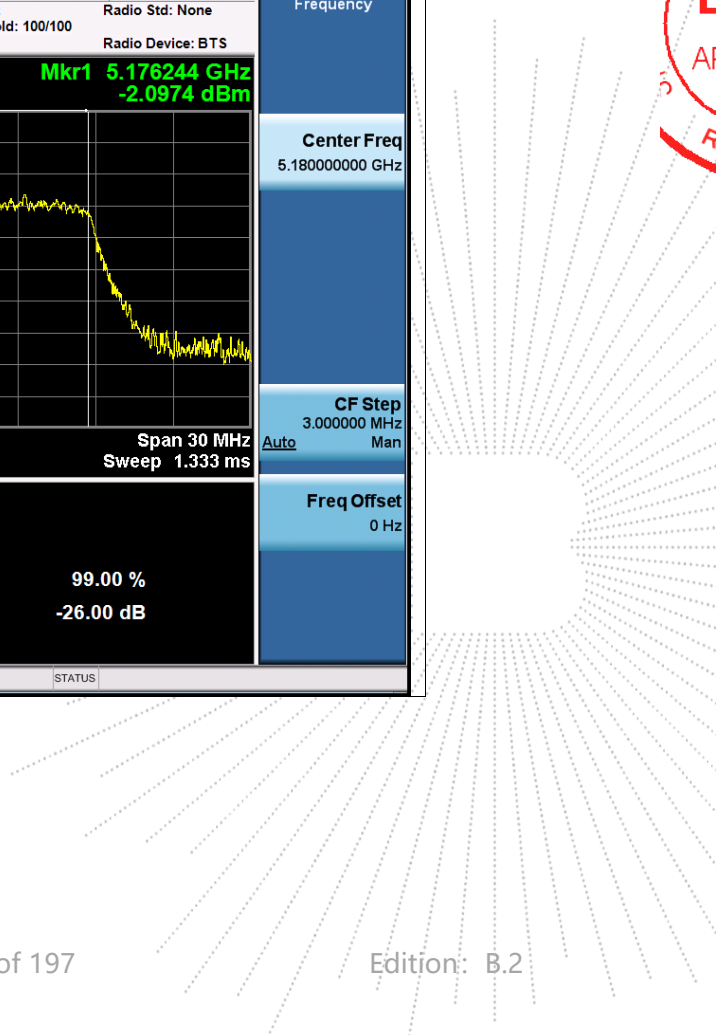 Frequency
Radio Std: None
100/100
Radio Device: BTS
Mkr1 5.176244 GHz
-2.0974 dBm
Center Freq
5.180000000 GHz
CF Step
3.000000 MHz
Auto Man
Span 30 MHz
Sweep 1.333 ms
Freq Offset
0 Hz
99.00 %
-26.00 dB
STATUS
of 197
Edition: B.2